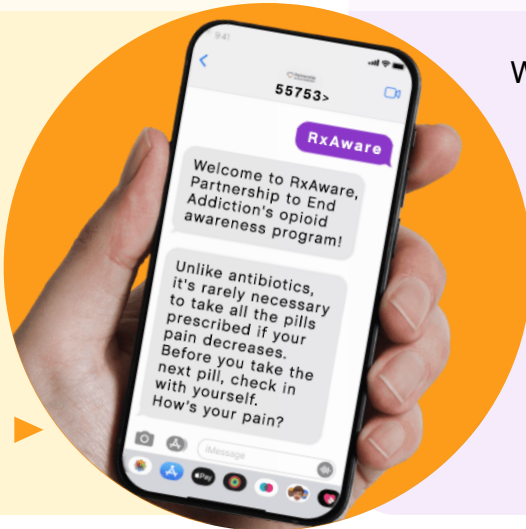 9:41
W
55753>
RxAware
Welcome to RxAware,
Partnership to End
Addiction's opioid
awareness program!
Unlike antibiotics,
it's rarely necessary
to take all the pills
prescribed if your
pain decreases.
Before you take the
next pill, check in
with yourself.
How's your pain?
iMessage
Pay